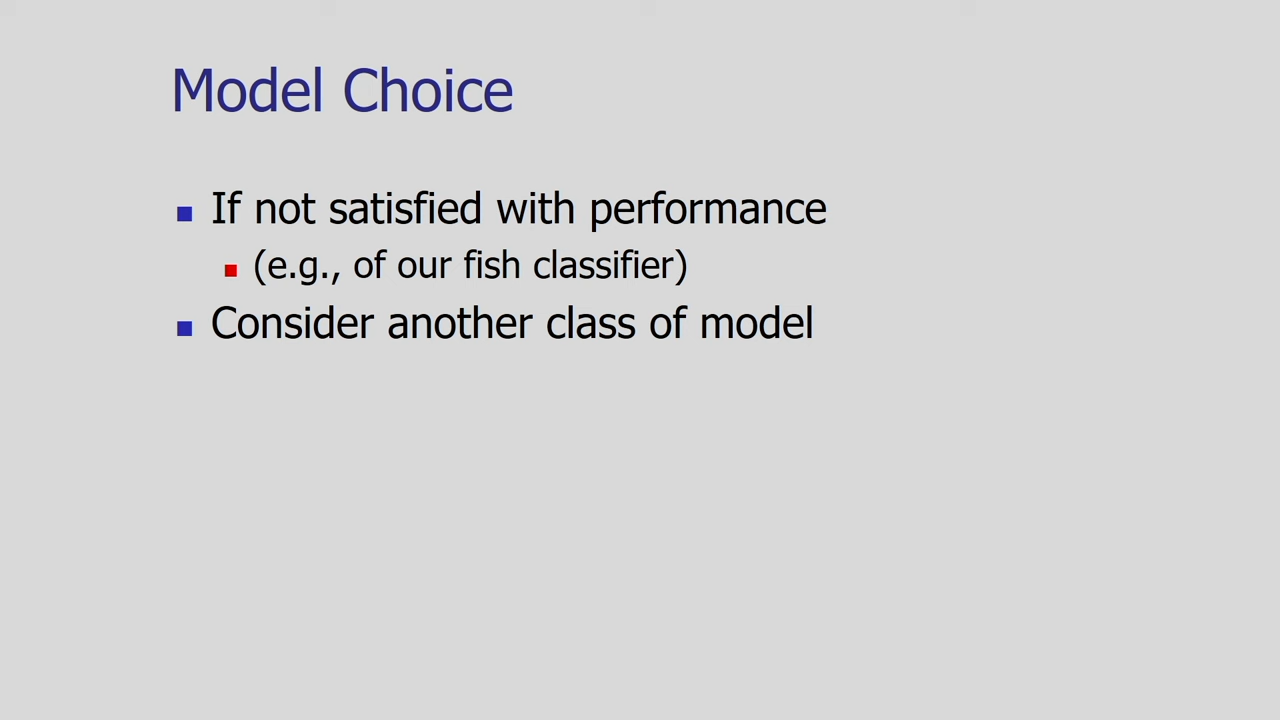 Model Choice
If not satisfied with performance
(e.g., of our fish classifier)
Consider another class of model